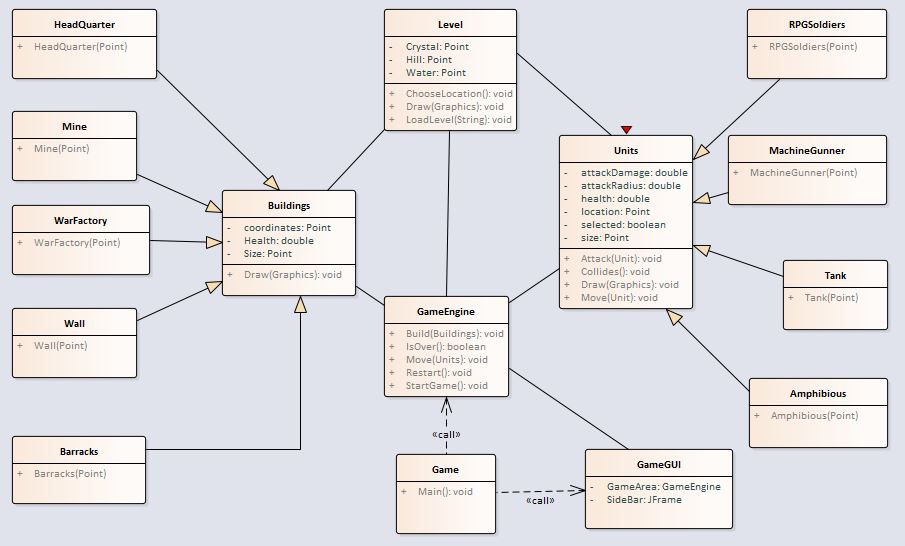 HeadQuarter
+ HeadQuarter(Point)
Mine
+ Mine(Point)
WarFactory
+ WarFactory(Point)
Wall
+ Wall(Point)
Barracks
+ Barracks(Point)
Buildings
- coordinates: Point
- Health: double
- Size: Point
+ Draw(Graphics): void
Level
- Crystal: Point
- Hill: Point
- Water: Point
+ ChooseLocation(): void
+ Draw(Graphics): void
+ LoadLevel(String): void
GameEngine
+ Build(Buildings): void
+ IsOver(): boolean
+ Move(Units): void
+ Restart(): void
+ StartGame(): void
«call»
Game
+ Main(): void
«call»
GameGUI
- GameArea: GameEngine
- SideBar: JFrame
Units
- attackDamage: double
- attackRadius: double
- health: double
- location: Point
- selected: boolean
- size: Point
+ Attack(Unit): void
+ Collides(): void
+ Draw(Graphics): void
+ Move(Unit): void
RPGSoldiers
+ RPGSoldiers(Point)
MachineGunner
+ MachineGunner(Point)
Tank
+ Tank(Point)
Amphibious
+ Amphibious(Point)